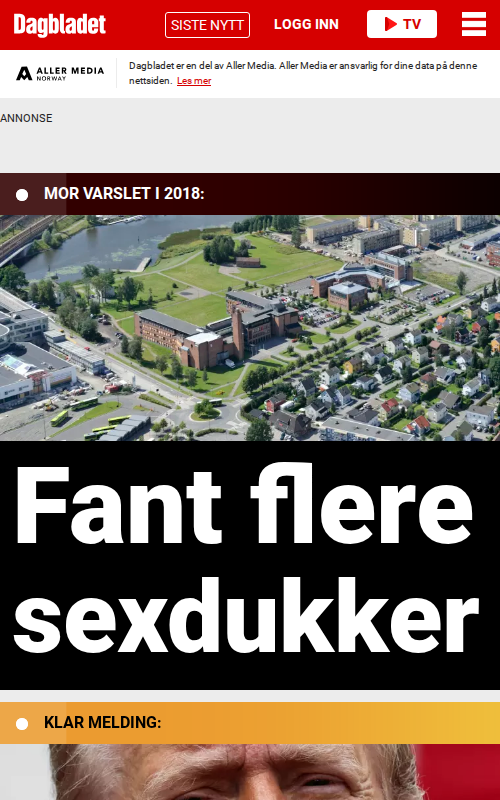 Dagbladet
SISTE NYTT
LOGG INN
TV
ALLER MEDIA
NORWAY
Dagbladet er en del av Aller Media. Aller Media er ansvarlig for dine data på denne
nettsiden. Les mer
ANNONSE
MOR VARSLET I 2018:
Fant flere
sexdukker
KLAR MELDING: